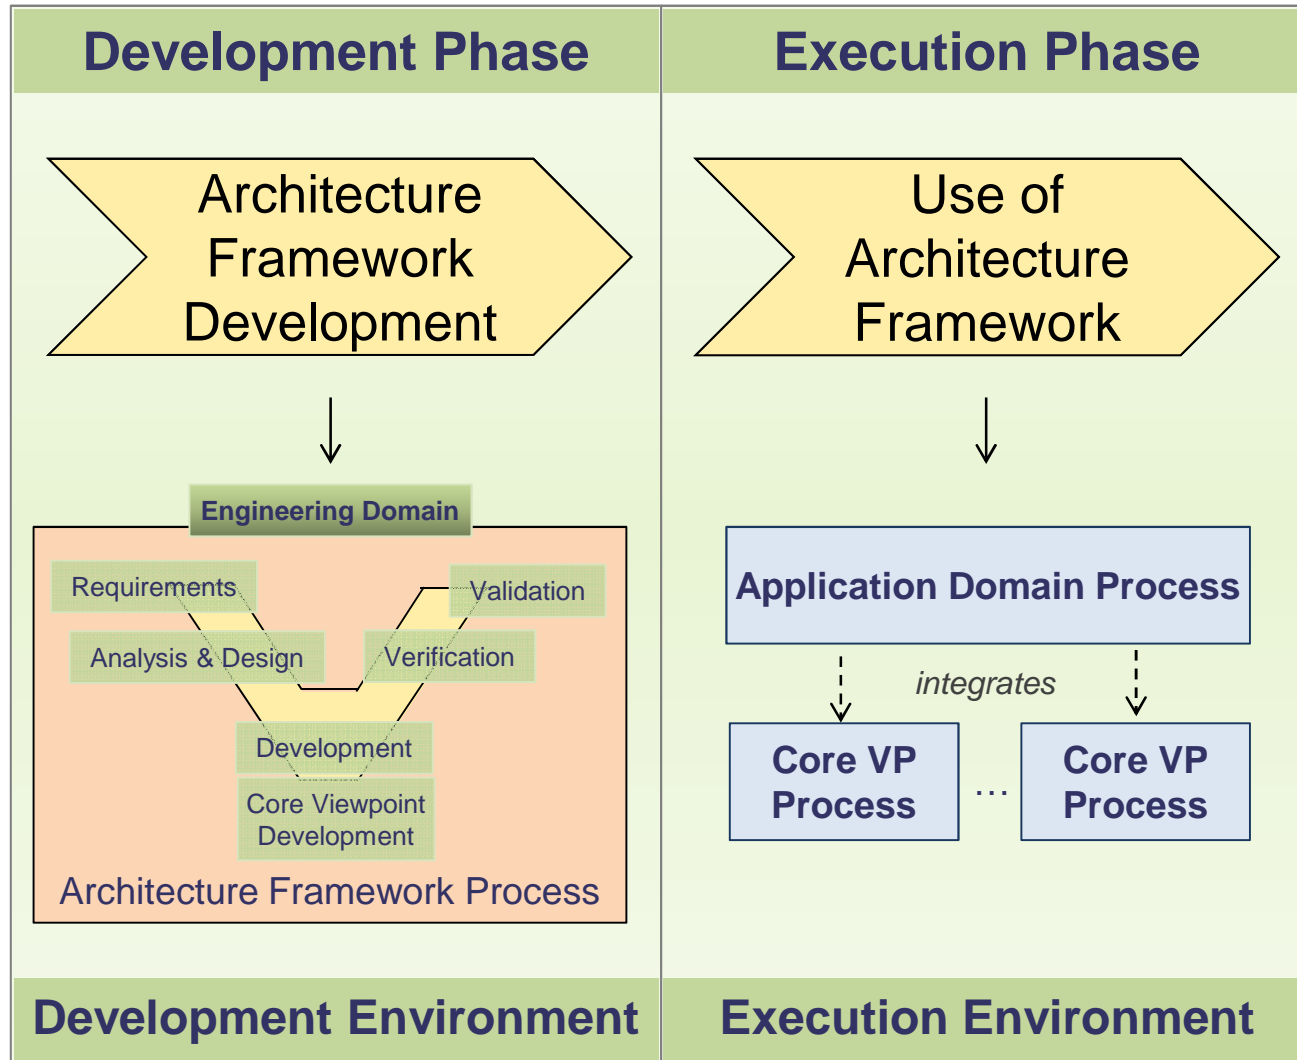 Development Phase
Execution Phase
Architecture
Framework
Development
Use of
Architecture
Framework
Engineering Domain
Requirements
Validation
Analysis & Design
Verification
Development
Core Viewpoint
Development
Architecture Framework Process
Application Domain Process
integrates
Core VP
Process
...
Core VP
Process
Development Environment
Execution Environment